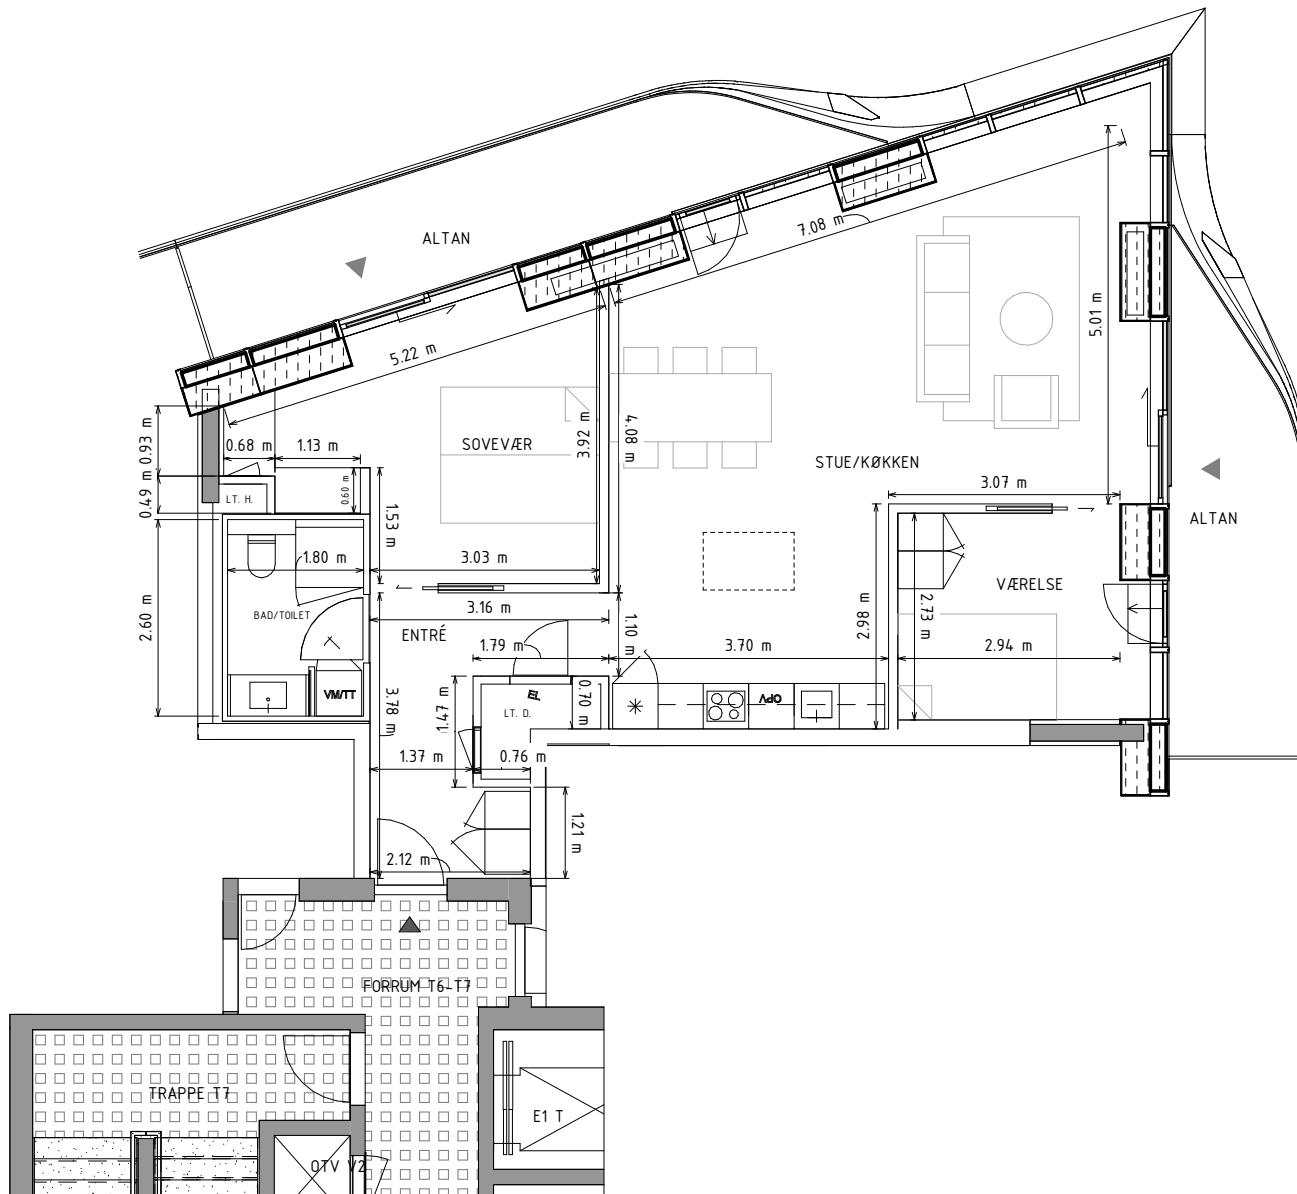 ALTAN
7.08 m
5.01 m
5.22 m
3.92 m
4.08 m
0.93 m
0.68 m
1.13 m
SOVEVÆR
STUE/KØKKEN
3.07 m
0.49 m
LT. H.
0.60 m
1.53 m
ALTAN
1.80 m
3.03 m
VÆRELSE
2.60 m
BAD/TOILET
3.16 m
ENTRÉ
1.10 m
2.98 m
2.73 m
1.79 m
3.70 m
2.94 m
VM/TT
3.78 m
1.47 m
EL
LT. D.
0.70 m
OPV
1.37 m
0.76 m
1.21 m
2.12 m
FORRUM T6-T7
TRAPPE T7
E1 T
OTV V2